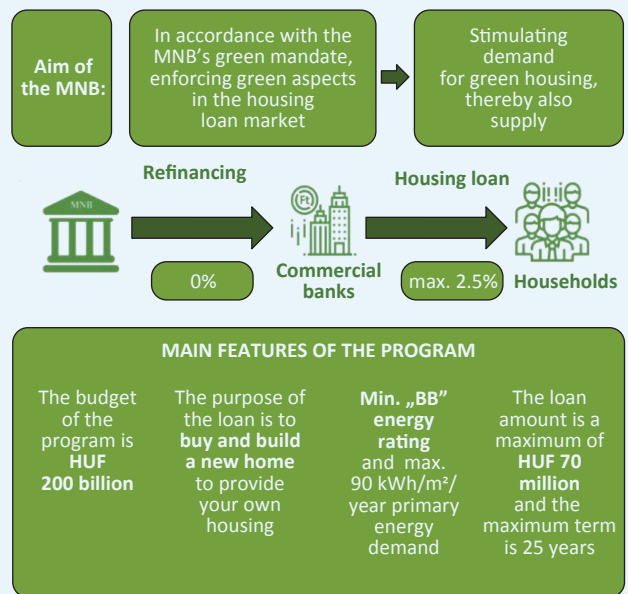 Aim of
the MNB:
In accordance with the
MNB's green mandate,
enforcing green aspects
in the housing
loan market
Stimulating
demand
for green housing,
thereby also
supply
Refinancing
Housing loan
MNB
Ft
0%
Commercial
banks
max. 2.5%
Households
MAIN FEATURES OF THE PROGRAM
The budget
of the
program is
HUF
200 billion
The purpose of
the loan is to
buy and build
a new home
to provide
your own
housing
Min. „BB”
energy
rating
and max.
90 kWh/m²/
year primary
energy
demand
The loan
amount is a
maximum of
HUF 70
million
and the
maximum term
is 25 years